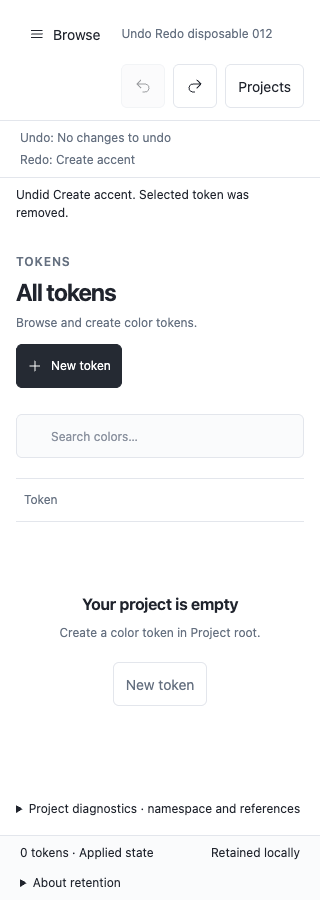 Browse
Undo Redo disposable 012
Projects
Undo: No changes to undo
Redo: Create accent
Undid Create accent. Selected token was
removed.
TOKENS
All tokens
Browse and create color tokens.
New token
Search colors...
Token
Your project is empty
Create a color token in Project root.
New token
Project diagnostics · namespace and references
0 tokens · Applied state
Retained locally
About retention